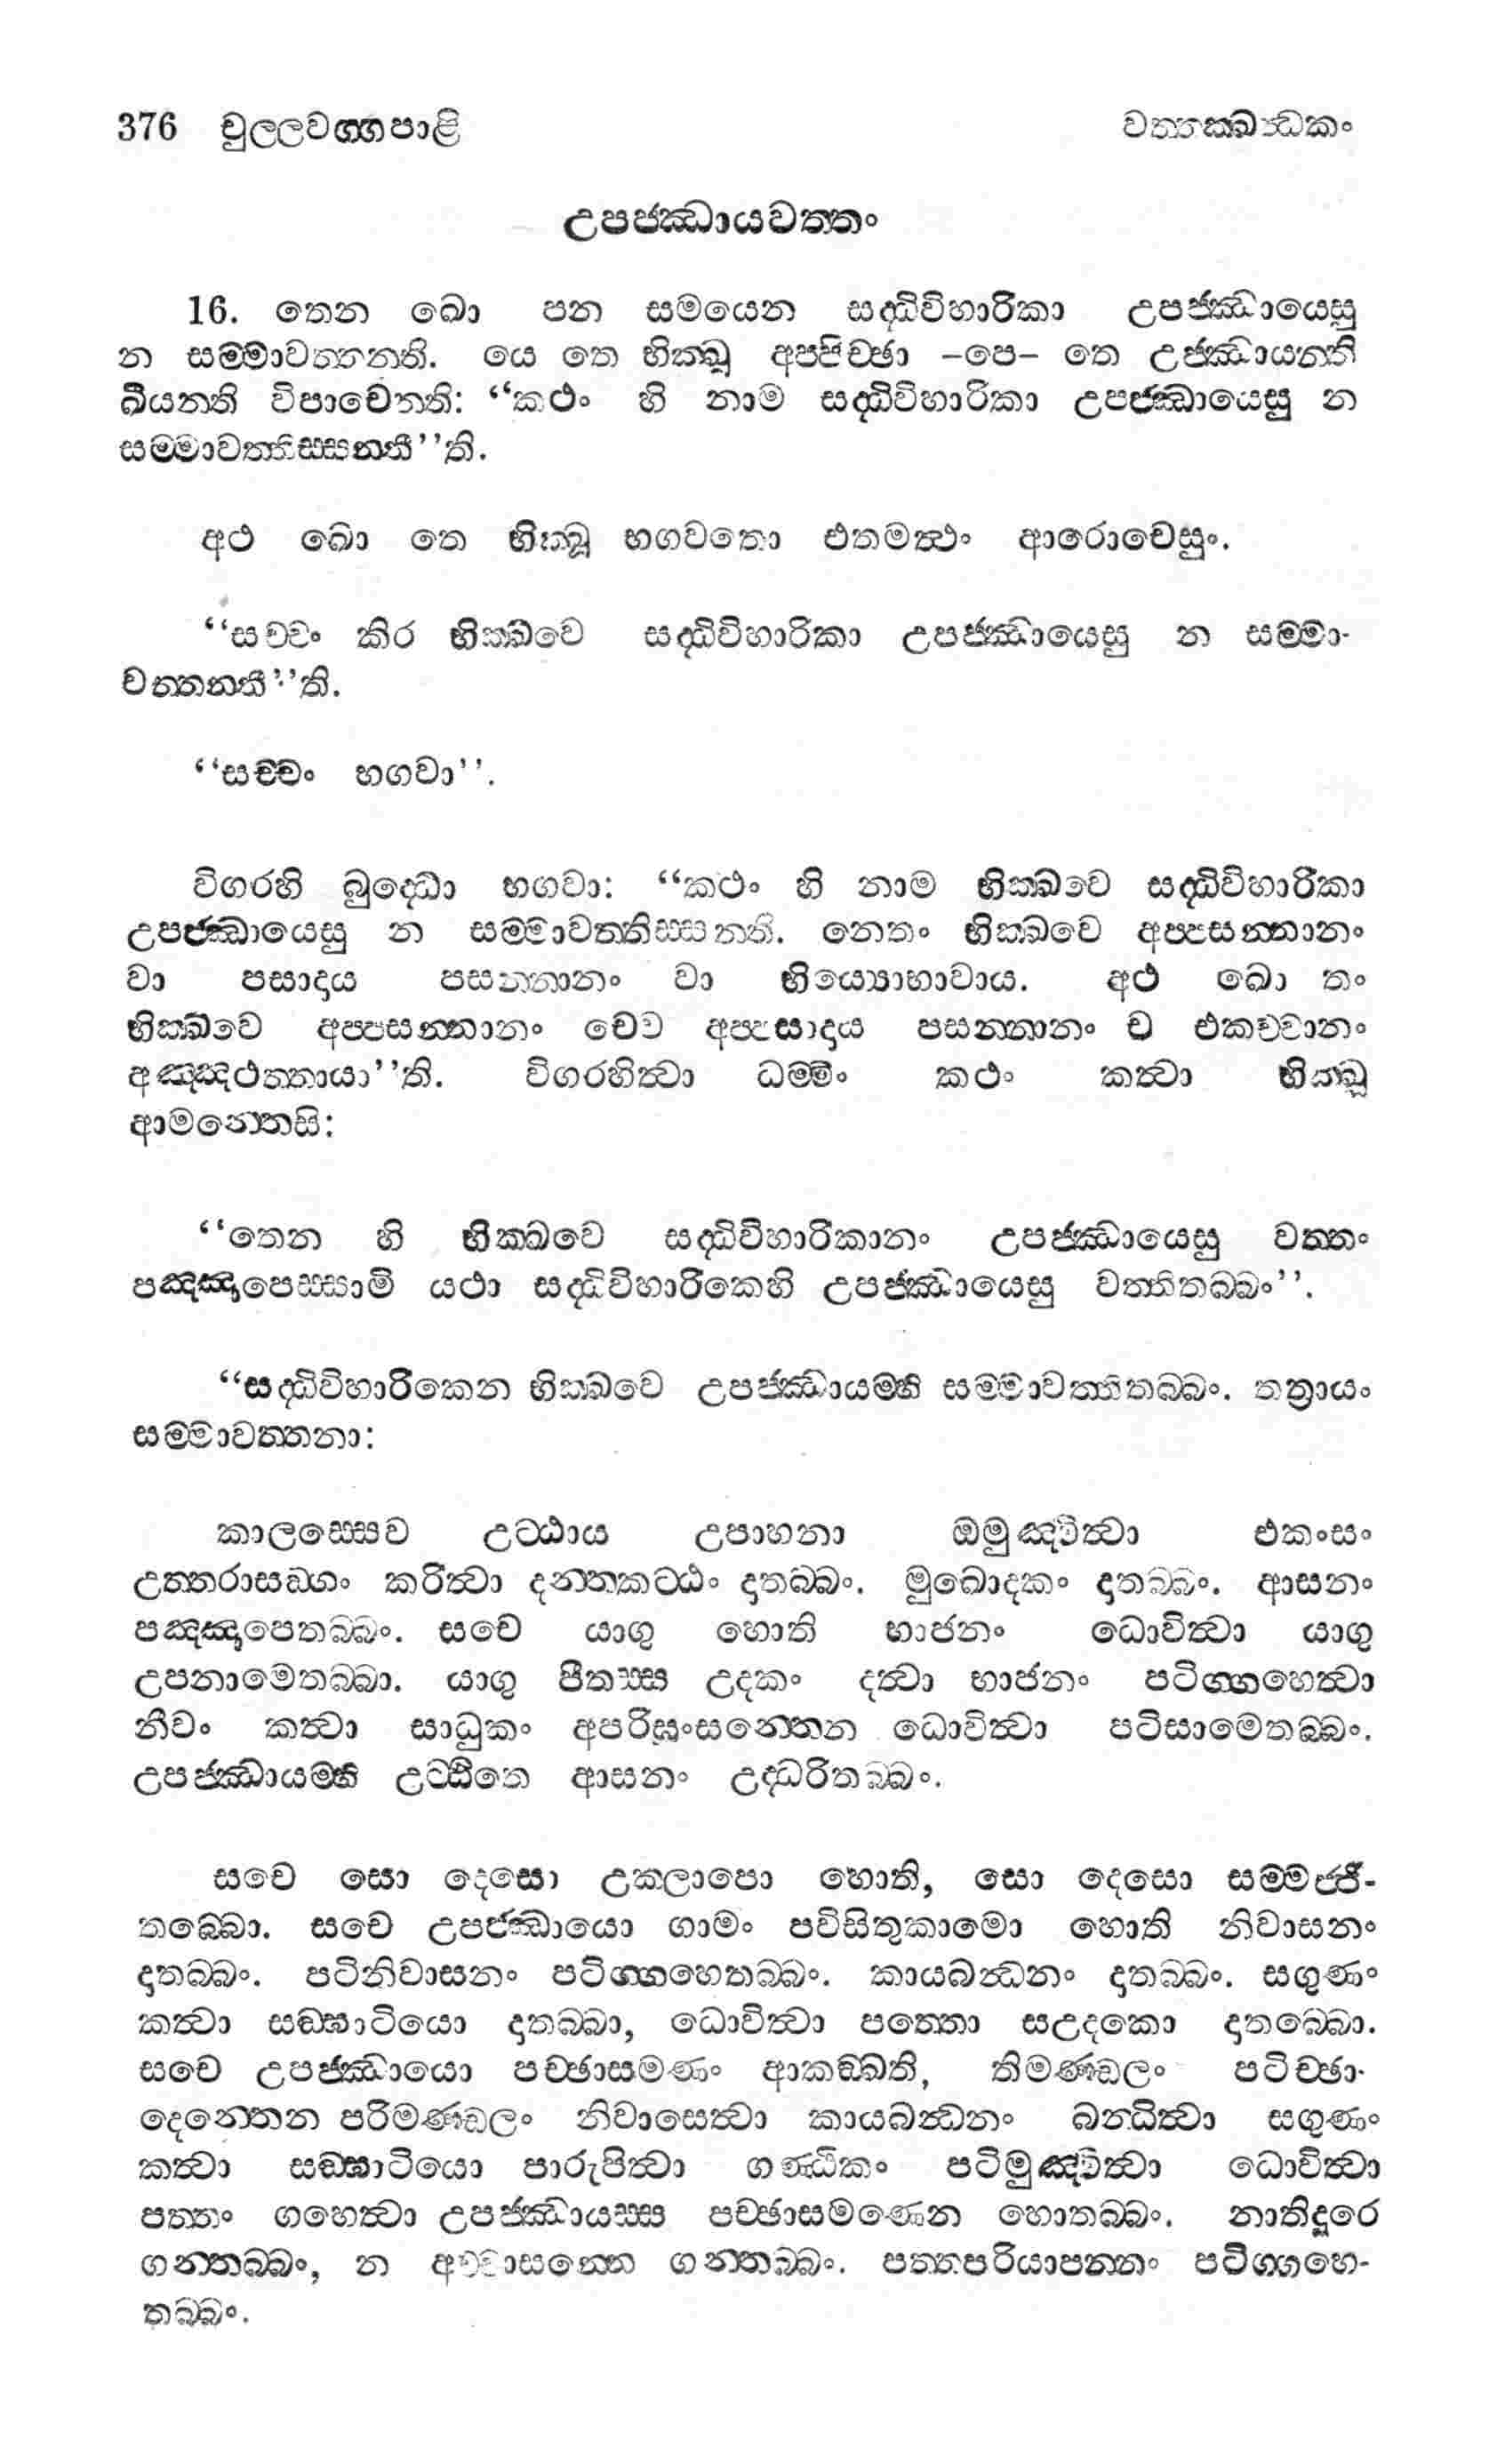 376 චුල්ලවග්ගපාළි වත්තක්ඛන්ධකං
උපජ්ඣායවත්තං
16. තෙන ඛො පන සමයෙන සද්ධිවිහාරිකා උපජ්ඣායෙසු
න සම්මාවත්තන්ති. යෙ තෙ භික්ඛූ අප්පිච්ඡා –පෙ– තෙ උජ්ඣායන්ති
ඛීයන්ති විපාචෙන්ති: “කථං හි නාම සද්ධිවිහාරිකා උපජ්ඣායෙසු න
සම්මාවත්තිස්සන්තී”ති.
අථ ඛො තෙ භික්ඛූ භගවතො එතමත්ථං ආරොචෙසුං.
“සච්චං කිර භික්ඛවෙ සද්ධිවිහාරිකා උපජ්ඣායෙසු න සම්මා-
වත්තන්තී”ති.
“සච්චං භගවා”.
විගරහි බුද්ධො භගවා: “කථං හි නාම භික්ඛවෙ සද්ධිවිහාරිකා
උපජ්ඣායෙසු න සම්මාවත්තිස්සන්ති. නෙතං භික්ඛවෙ අප්පසන්නානං
වා පසාදාය පසන්නානං වා භිය්‍යොභාවාය. අථ ඛො තං
භික්ඛවෙ අප්පසන්නානං චෙව අප්පසාදාය පසන්නානං ච එකච්චානං
අඤ්ඤථත්තායා”ති. විගරහිත්වා ධම්මිං කථං කත්වා භික්ඛූ
ආමන්තෙසි:
“තෙන හි භික්ඛවෙ සද්ධිවිහාරිකානං උපජ්ඣායෙසු වත්තං
පඤ්ඤාපෙස්සාමි යථා සද්ධිවිහාරිකෙහි උපජ්ඣායෙසු වත්තිතබ්බං”.
“සද්ධිවිහාරිකෙන භික්ඛවෙ උපජ්ඣායම්හි සම්මාවත්තිතබ්බං. තත්‍රායං
සම්මාවත්තනා:
කාලස්සෙව උට්ඨාය උපාහනා ඔමුඤ්චිත්වා එකංසං
උත්තරාසඞ්ගං කරිත්වා දන්තකට්ඨං දාතබ්බං. මුඛොදකං දාතබ්බං. ආසනං
පඤ්ඤාපෙතබ්බං. සචෙ යාගු හොති භාජනං ධොවිත්වා යාගු
උපනාමෙතබ්බා. යාගු පීතස්ස උදකං දත්වා භාජනං පටිග්ගහෙත්වා
නීචං කත්වා සාධුකං අපරිඝංසන්තෙන ධොවිත්වා පටිසාමෙතබ්බං.
උපජ්ඣායම්හි උට්ඨිතෙ ආසනං උද්ධරිතබ්බං.
සචෙ සො දෙසො උක්ලාපො හොති, සො දෙසො සම්මජ්ජි-
තබ්බො. සචෙ උපජ්ඣායො ගාමං පවිසිතුකාමො හොති නිවාසනං
දාතබ්බං. පටිනිවාසනං පටිග්ගහෙතබ්බං. කායබන්ධනං දාතබ්බං. සගුණං
කත්වා සඞ්ඝාටියො දාතබ්බා, ධොවිත්වා පත්තො සඋදකො දාතබ්බො.
සචෙ උපජ්ඣායො පච්ඡාසමණං ආකඞ්ඛති, තිමණ්ඩලං පටිච්ඡා-
දෙන්තෙන පරිමණ්ඩලං නිවාසෙත්වා කායබන්ධනං බන්ධිත්වා සගුණං
කත්වා සඞ්ඝාටියො පාරුපිත්වා ගණ්ඨිකං පටිමුඤ්චිත්වා ධොවිත්වා
පත්තං ගහෙත්වා උපජ්ඣායස්ස පච්ඡාසමණෙන හොතබ්බං. නාතිදූරෙ
ගන්තබ්බං, න අච්චාසන්නෙ ගන්තබ්බං. පත්තපරියාපන්නං පටිග්ගහෙ-
තබ්බං.